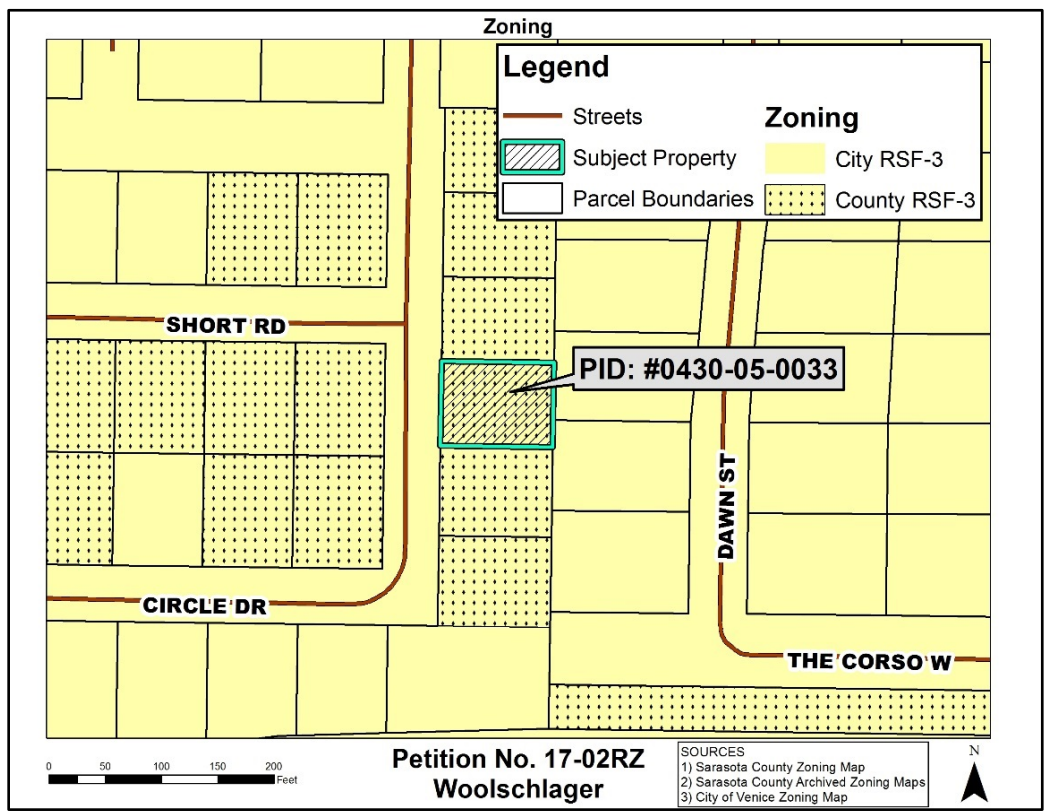 Zoning
Legend
Streets
Subject Property
Parcel Boundaries
Zoning
City RSF-3
County RSF-3
SHORT RD
PID: #0430-05-0033
DAWN ST
CIRCLE DR
THE CORSO W
0 50 100 150 200
Feet
Petition No. 17-02RZ
Woolschlager
SOURCES
1) Sarasota County Zoning Map
2) Sarasota County Archived Zoning Maps
3) City of Venice Zoning Map
N